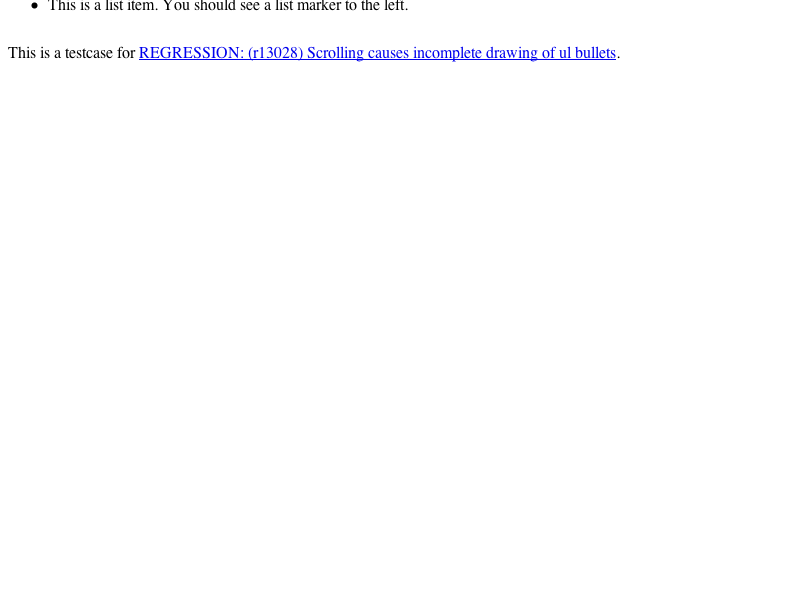 • This is a list item. You should see a list marker to the left.
This is a testcase for REGRESSION: (r13028) Scrolling causes incomplete drawing of ul bullets.